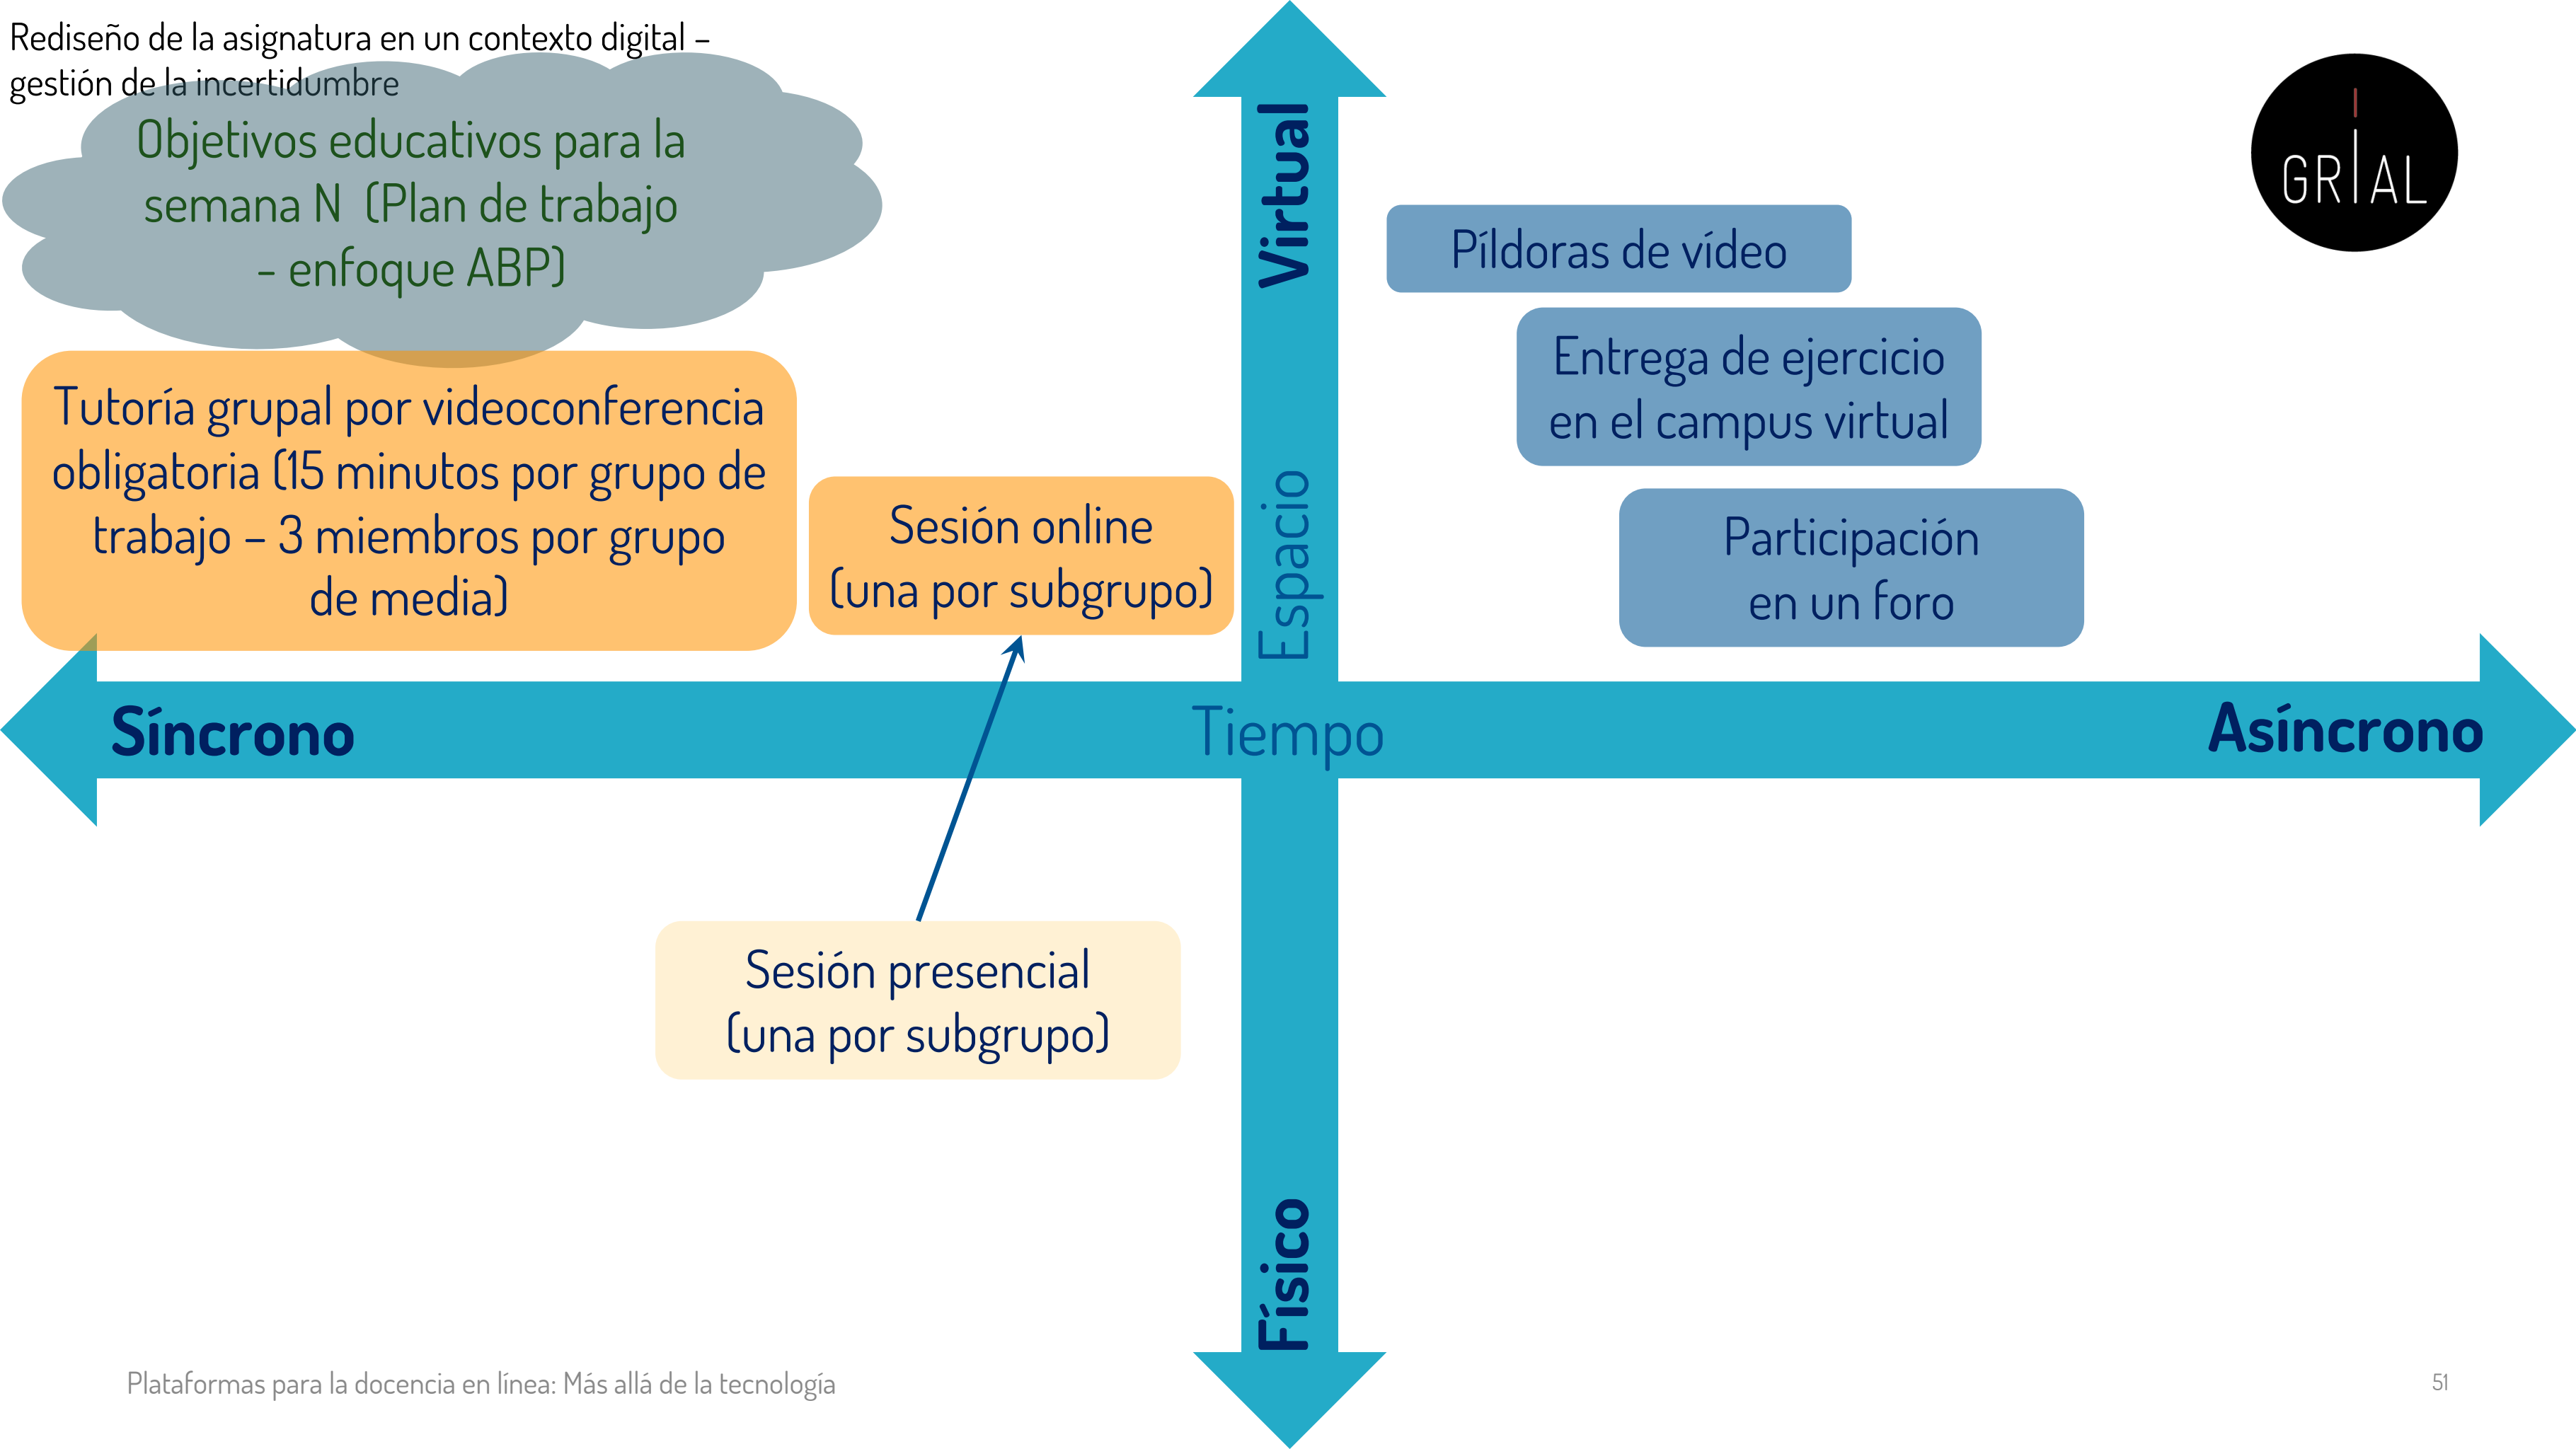 Rediseño de la asignatura en un contexto digital –
gestión de la incertidumbre
Objetivos educativos para la
semana N (Plan de trabajo
- enfoque ABP)
Tutoría grupal por videoconferencia
obligatoria (15 minutos por grupo de
trabajo – 3 miembros por grupo
de media)
Sesión online
(una por subgrupo)
Virtual
Espacio
Píldoras de vídeo
Entrega de ejercicio
en el campus virtual
Participación
en un foro
GRIAL
Síncrono
Tiempo
Asíncrono
Sesión presencial
(una por subgrupo)
Físico
Plataformas para la docencia en línea: Más allá de la tecnología
51